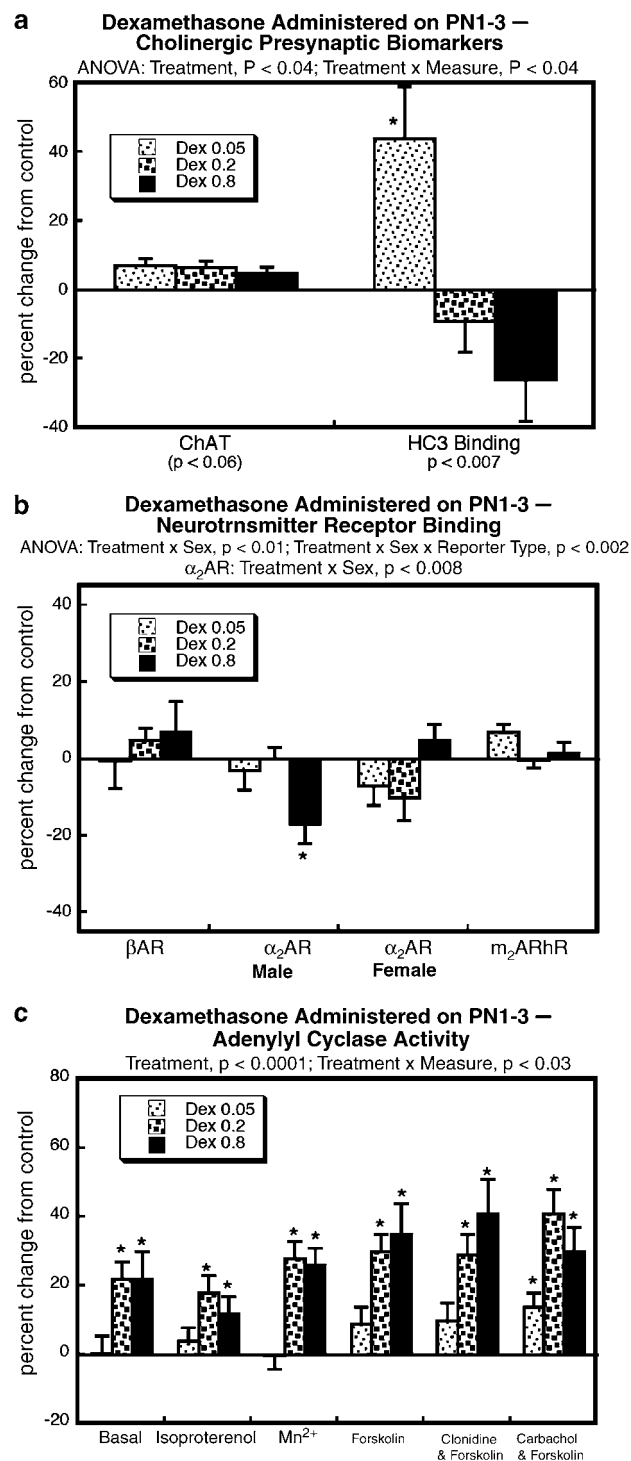 a
Dexamethasone Administered on PN1-3 —
Cholinergic Presynaptic Biomarkers
ANOVA: Treatment, P < 0.04; Treatment x Measure, P < 0.04
percent change from control
60
40
20
0
-20
-40
Dex 0.05
Dex 0.2
Dex 0.8
*
ChAT
(p < 0.06)
HC3 Binding
p < 0.007
b
Dexamethasone Administered on PN1-3 —
Neurotrnsmitter Receptor Binding
ANOVA: Treatment x Sex, p < 0.01; Treatment x Sex x Reporter Type, p < 0.002
α₂AR: Treatment x Sex, p < 0.008
percent change from control
40
20
0
-20
-40
Dex 0.05
Dex 0.2
Dex 0.8
*
βAR
α₂AR
Male
α₂AR
Female
m₂ARhR
c
Dexamethasone Administered on PN1-3 —
Adenylyl Cyclase Activity
Treatment, p < 0.0001; Treatment x Measure, p < 0.03
percent change from control
80
60
40
20
0
-20
Dex 0.05
Dex 0.2
Dex 0.8
* * * * * * * * * * * * *
Basal
Isoproterenol
Mn²⁺
Forskolin
Clonidine
& Forskolin
Carbachol
& Forskolin